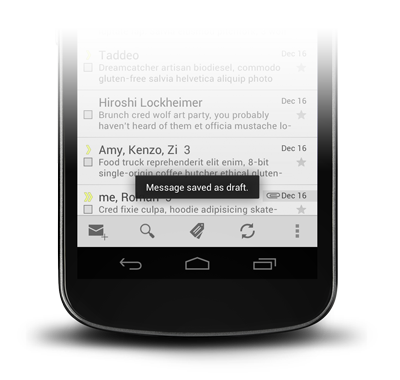 Taddeo Dec 16
Dreamcatcher artisan biodiesel, commodo
gluten-free salvia helvetica aliquip photo
Hiroshi Lockheimer Dec 16
Brunch cred wolf art party, you probably
haven't heard of them et officia mustache lo-
Amy, Kenzo, Zi 3 Dec 16
Food truck reprehenderit elit enim, 8-bit
single-origin coffee butcher ethical gluten-
Message saved as draft.
me, Roman 3 Dec 16
Cred fixie culpa, hoodie adipisicing skate-